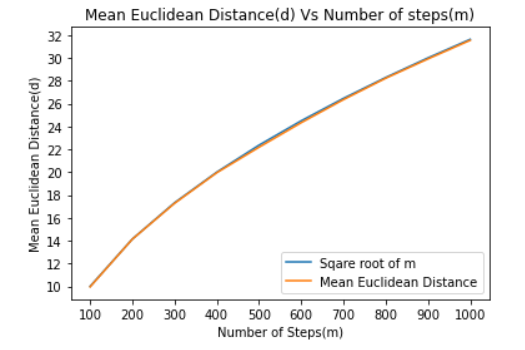 Mean Euclidean Distance(d) Vs Number of steps(m)
32
30
28
26
24
22
20
18
16
14
12
10
Mean Euclidean Distance(d)
Sqare root of m
Mean Euclidean Distance
100 200 300 400 500 600 700 800 900 1000
Number of Steps(m)